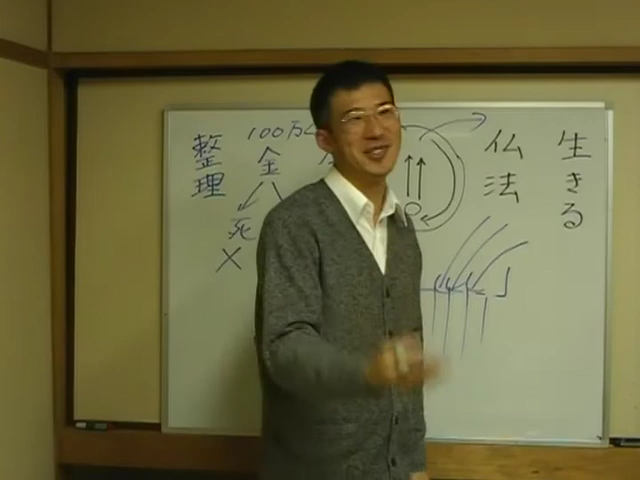 生きる
仏法
100万
金
死
×
整理